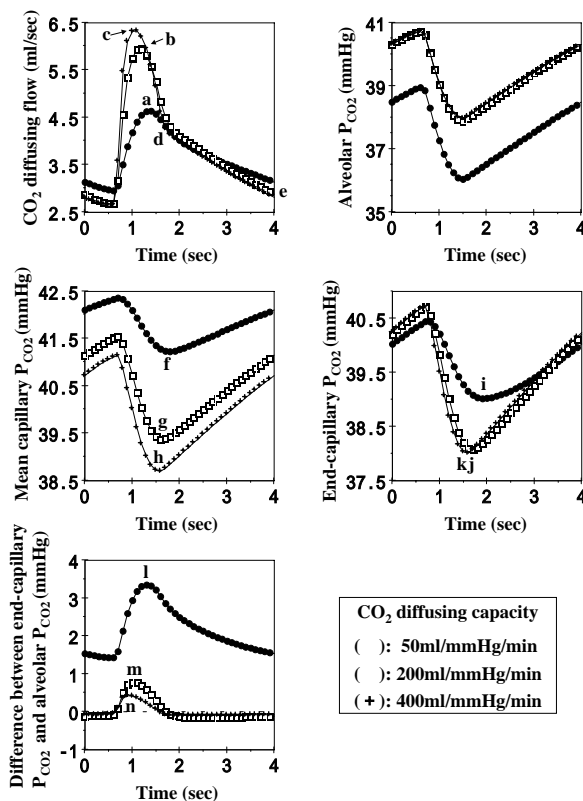 CO2 diffusing flow (ml/sec)
6.5
5.5
4.5
3.5
2.5
c
b
a
d
e
0 1 2 3 4
Time (sec)
Alveolar PCO2 (mmHg)
41
39
37
35
0 1 2 3 4
Time (sec)
Mean capillary PCO2 (mmHg)
42.5
41.5
40.5
39.5
38.5
f
g
h
0 1 2 3 4
Time (sec)
End-capillary PCO2 (mmHg)
40.5
39.5
38.5
37.5
i
kj
0 1 2 3 4
Time (sec)
Difference between end-capillary
PCO2 and alveolar PCO2 (mmHg)
4
3
2
1
0
-1
l
m
n
0 1 2 3 4
Time (sec)
CO2 diffusing capacity
( ): 50ml/mmHg/min
( ): 200ml/mmHg/min
(+): 400ml/mmHg/min